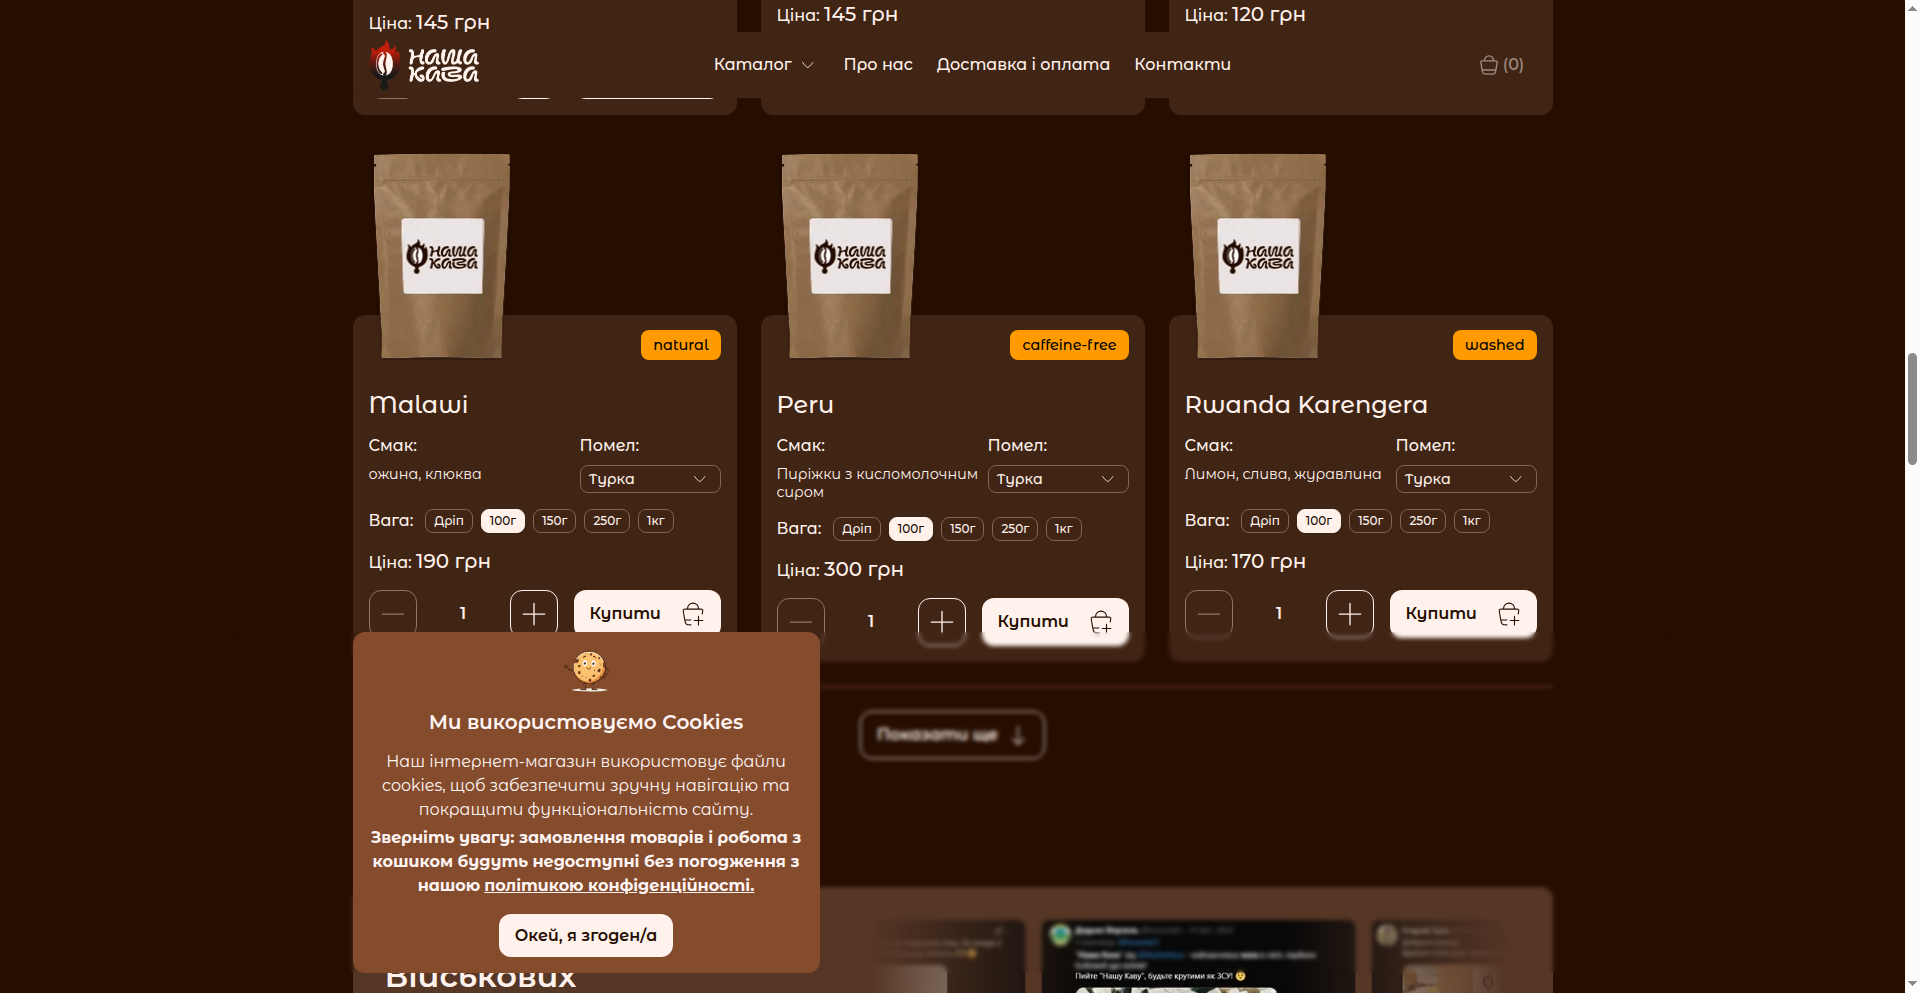 Ціна: 145 грн
Ціна: 145 грн
Ціна: 120 грн
наша
кава
Каталог
Про нас
Доставка і оплата
Контакти
(0)
наша
кава
наша
кава
наша
кава
natural
Malawi
Смак:
Помел:
ожина, клюква
Турка
Вага: Дріп 100г 150г 250г 1кг
Ціна: 190 грн
1
Купити
caffeine-free
Peru
Смак:
Помел:
Пиріжки з кисломолочним
сиром
Турка
Вага: Дріп 100г 150г 250г 1кг
Ціна: 300 грн
1
Купити
washed
Rwanda Karengera
Смак:
Помел:
Лимон, слива, журавлина
Турка
Вага: Дріп 100г 150г 250г 1кг
Ціна: 170 грн
1
Купити
Показати ще
Ми використовуємо Cookies
Наш інтернет-магазин використовує файли
cookies, щоб забезпечити зручну навігацію та
покращити функціональність сайту.
Зверніть увагу: замовлення товарів і робота з
кошиком будуть недоступні без погодження з
нашою політикою конфіденційності.
Окей, я згоден/а
Військових
Пийте "Нашу Каву", будьте крутими як ЗСУ!